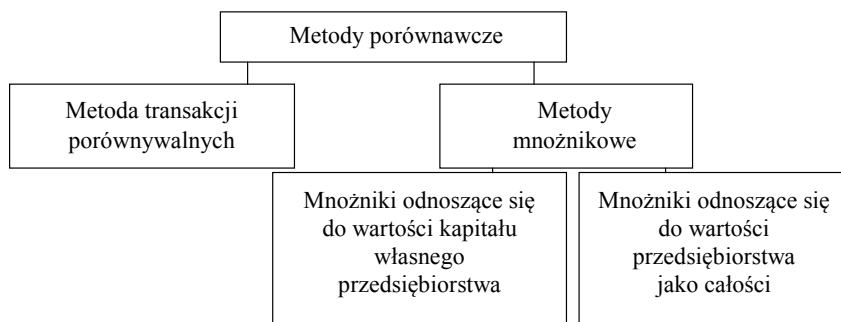 Metody porównawcze
Metoda transakcji
porównywalnych
Metody
mnożnikowe
Mnożniki odnoszące się
do wartości kapitału
własnego
przedsiębiorstwa
Mnożniki odnoszące się
do wartości
przedsiębiorstwa
jako całości